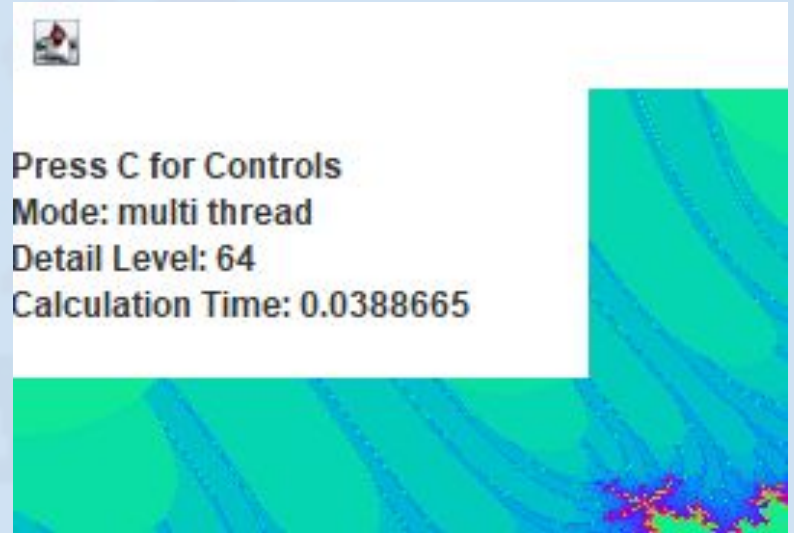 Press C for Controls
Mode: multi thread
Detail Level: 64
Calculation Time: 0.0388665